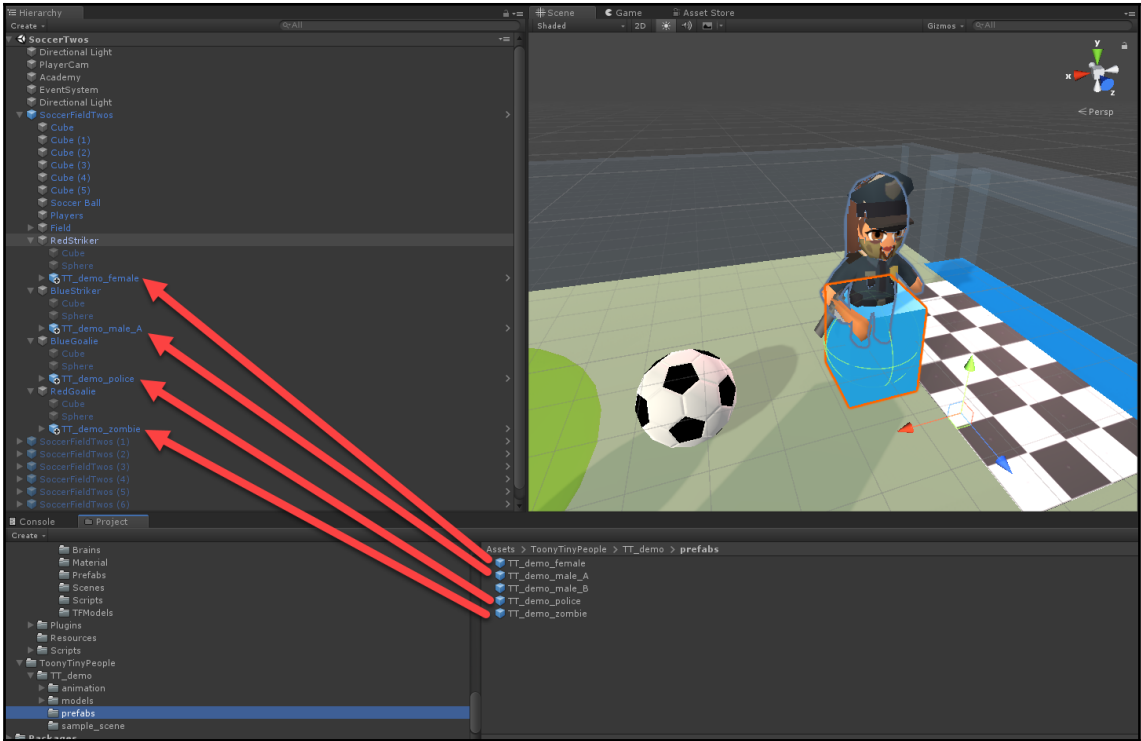 Hierarchy
Create
All
SoccerTwos
Directional Light
PlayerCam
Academy
EventSystem
Directional Light
SoccerFieldTwos
Cube
Cube (1)
Cube (2)
Cube (3)
Cube (4)
Cube (5)
Soccer Ball
Players
Field
RedStriker
Cube
Sphere
TT_demo_female
BlueStriker
Cube
Sphere
TT_demo_male_A
BlueGoalie
Cube
Sphere
TT_demo_police
RedGoalie
Cube
Sphere
TT_demo_zombie
SoccerFieldTwos (1)
SoccerFieldTwos (2)
SoccerFieldTwos (3)
SoccerFieldTwos (4)
SoccerFieldTwos (5)
SoccerFieldTwos (6)
Scene Game Asset Store
Shaded 2D Gizmos All
y
x
z
Persp
Console Project
Create
Brains
Material
Prefabs
Scenes
Scripts
TFModels
Plugins
Resources
Scripts
ToonyTinyPeople
TT_demo
animation
models
prefabs
sample_scene
Packages
Assets > ToonyTinyPeople > TT_demo > prefabs
TT_demo_female
TT_demo_male_A
TT_demo_male_B
TT_demo_police
TT_demo_zombie